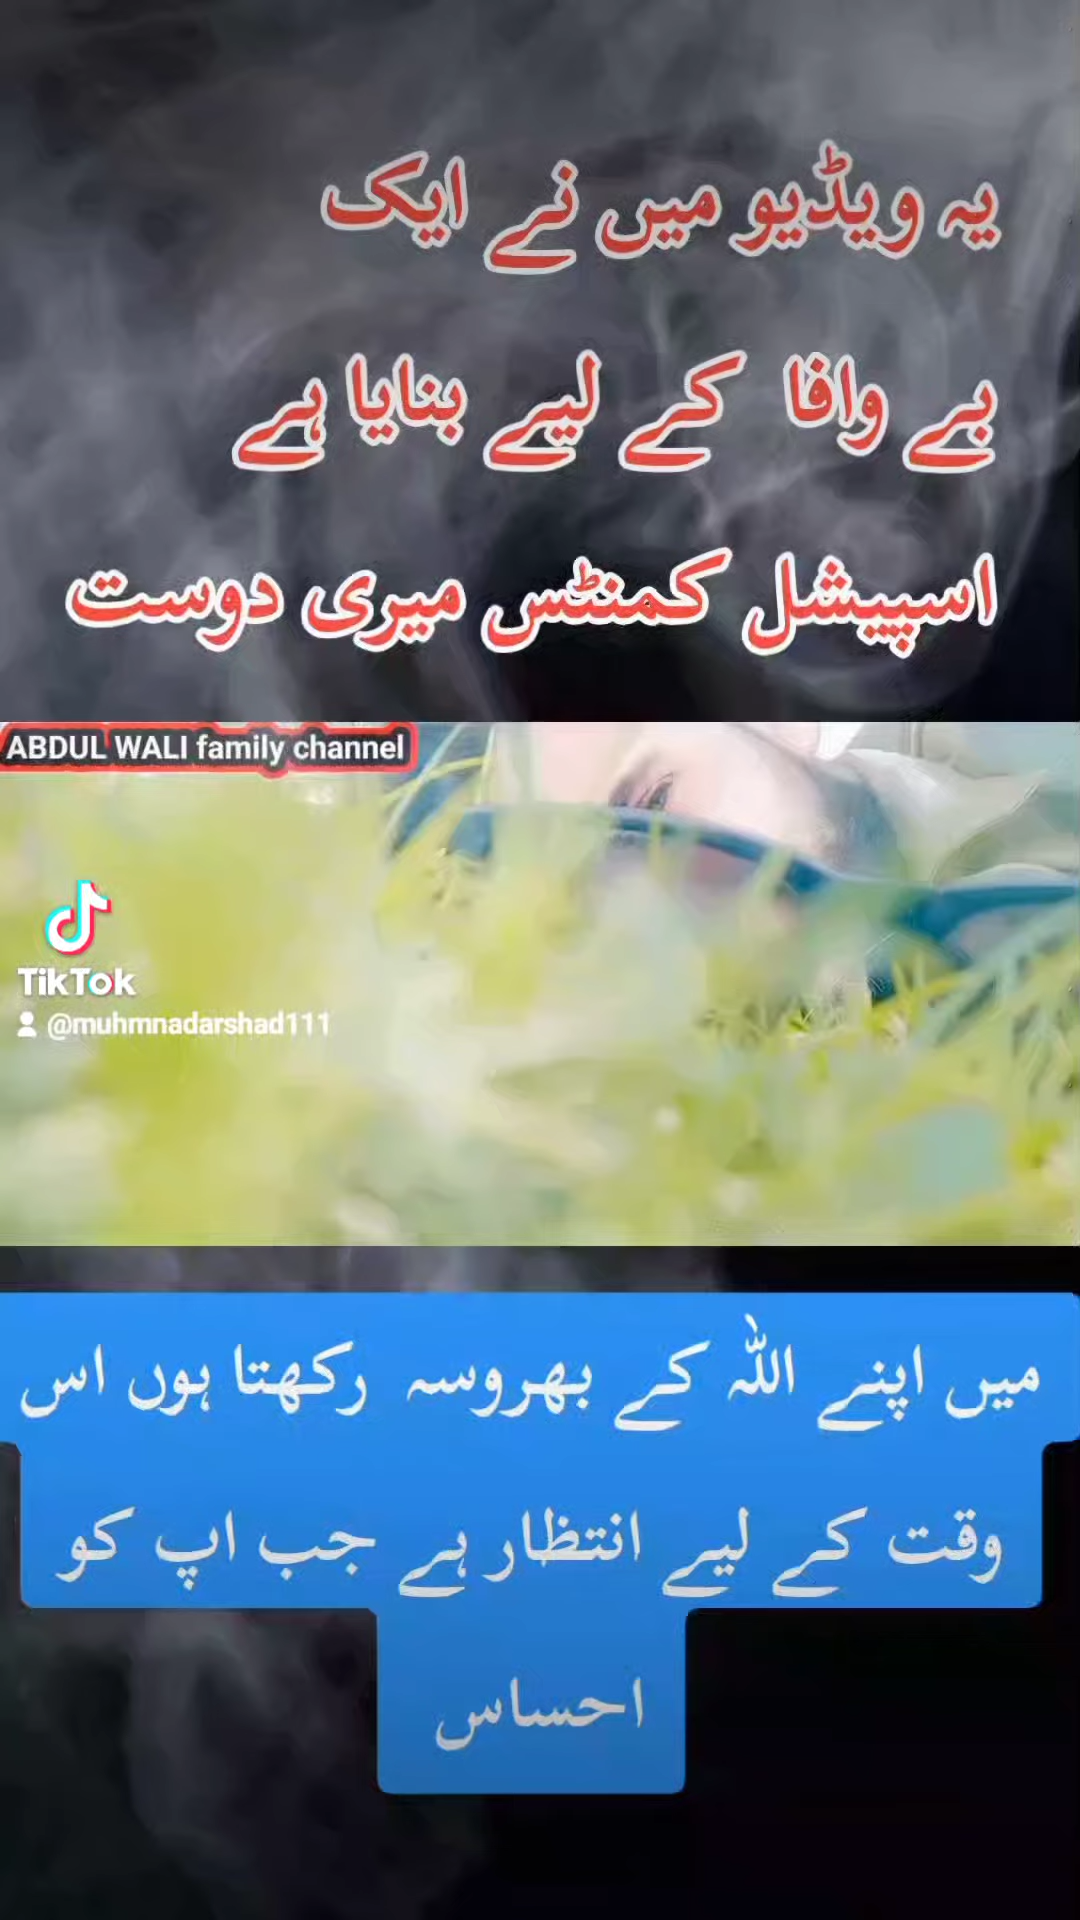 یہ ویڈیو میں نے ایک
بے وافا کے لیے بنایا ہے
اسپیشل کمنٹس میری دوست
ABDUL WALI family channel
TikTok
@muhmnadarshad111
میں اپنے اللہ کے بھروسہ رکھتا ہوں اس
وقت کے لیے انتظار ہے جب اپ کو
احساس